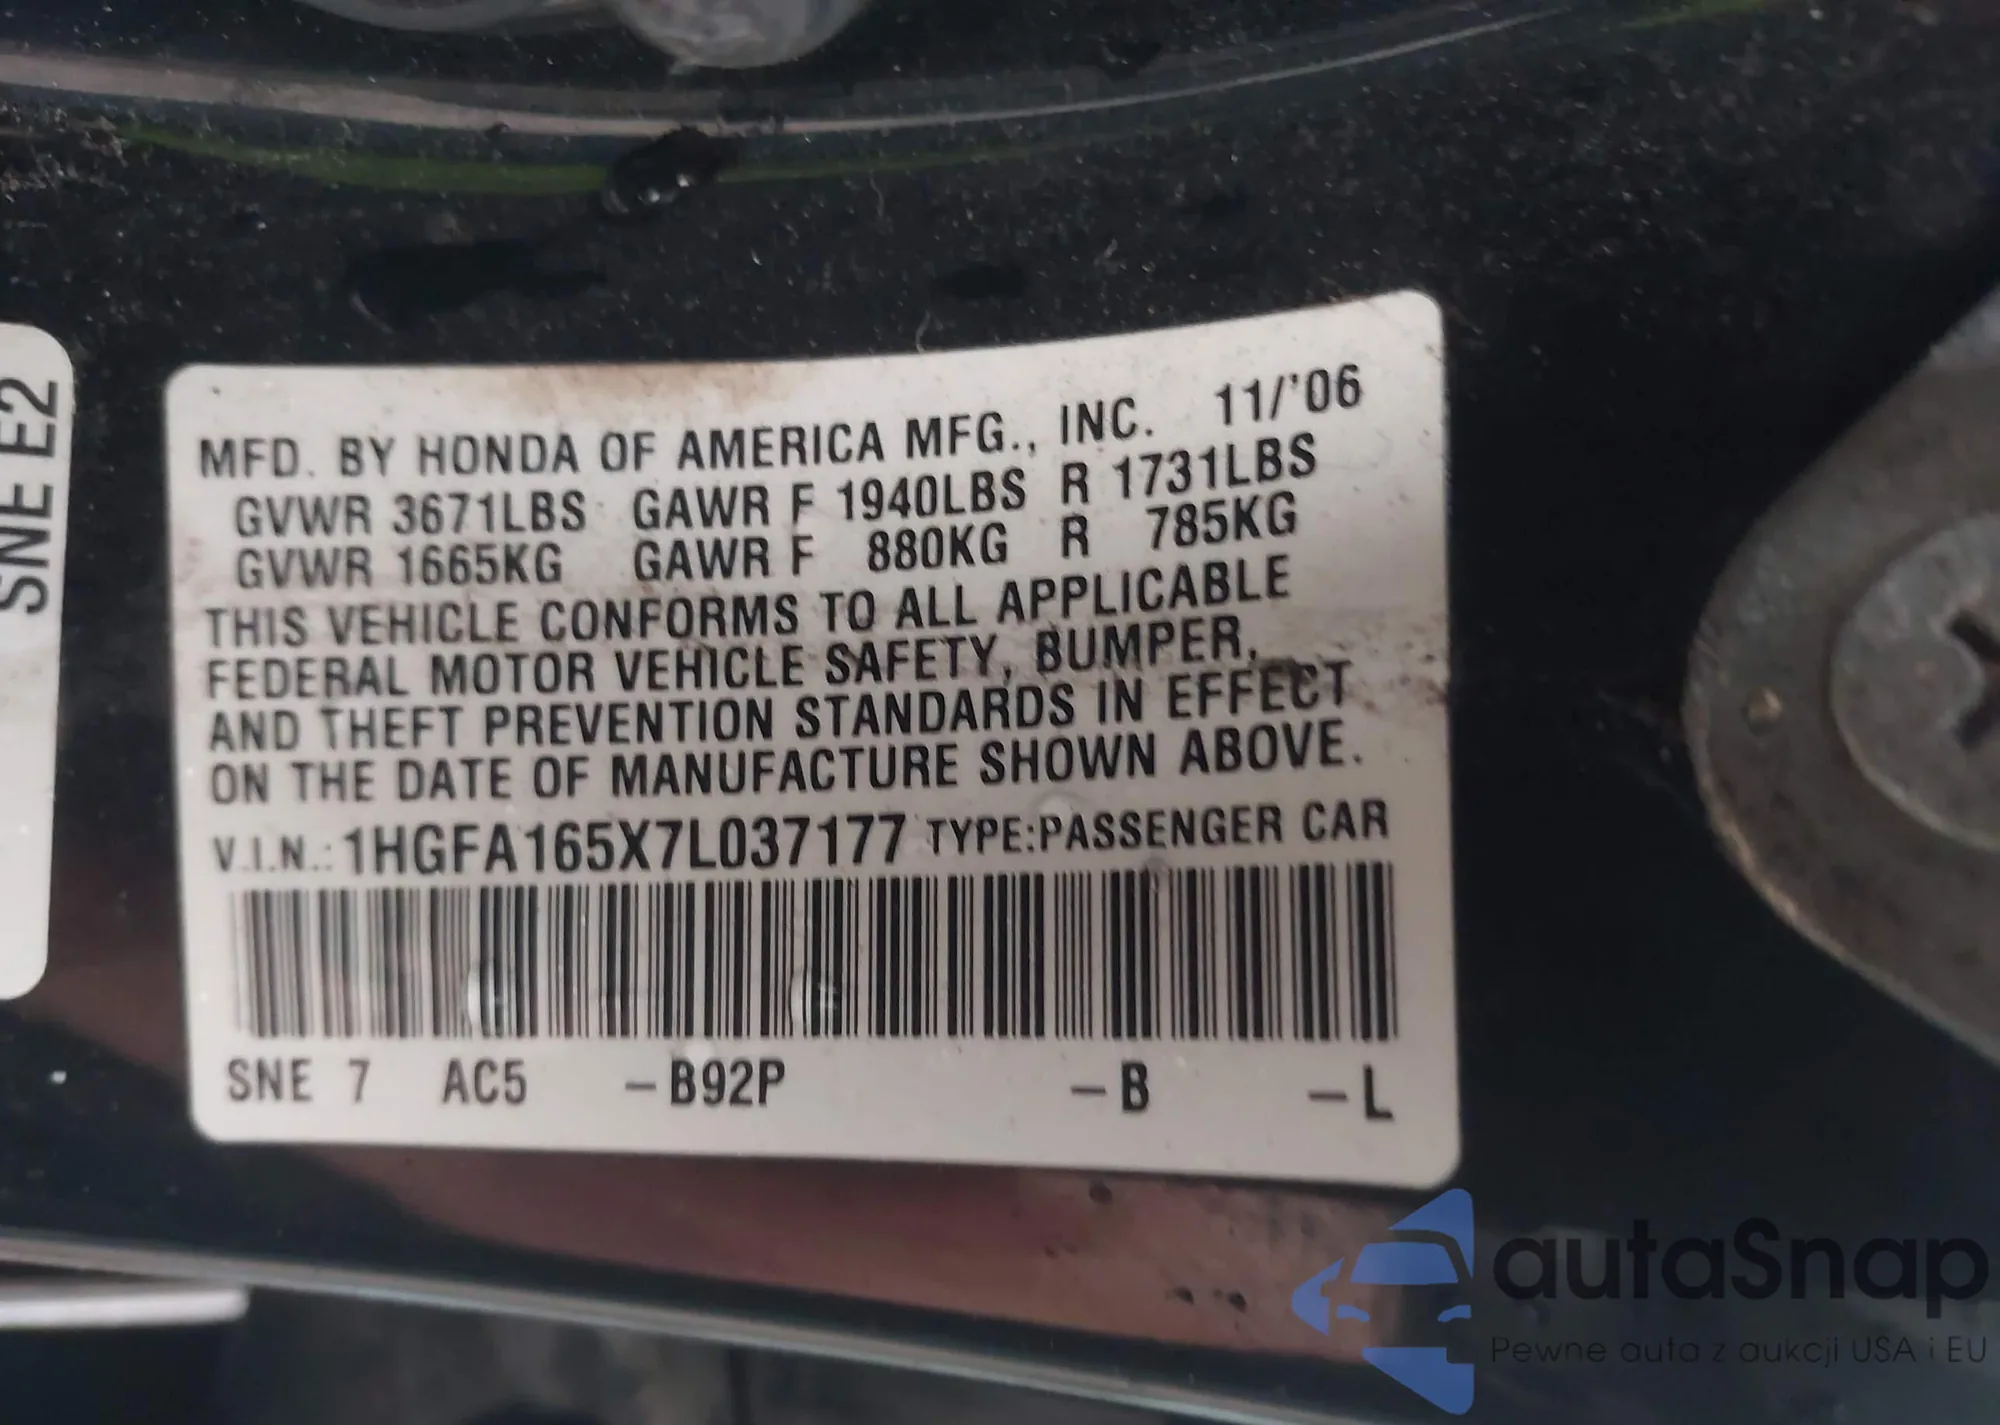 SNE E2
MFD. BY HONDA OF AMERICA MFG., INC. 11/'06
GVWR 3671LBS GAWR F 1940LBS R 1731LBS
GVWR 1665KG GAWR F 880KG R 785KG
THIS VEHICLE CONFORMS TO ALL APPLICABLE
FEDERAL MOTOR VEHICLE SAFETY, BUMPER,
AND THEFT PREVENTION STANDARDS IN EFFECT
ON THE DATE OF MANUFACTURE SHOWN ABOVE.
V.I.N.: 1HGFA165X7L037177 TYPE:PASSENGER CAR
SNE 7 AC5 –B92P –B –L
autaSnap
Pewne auta z aukcji USA i EU